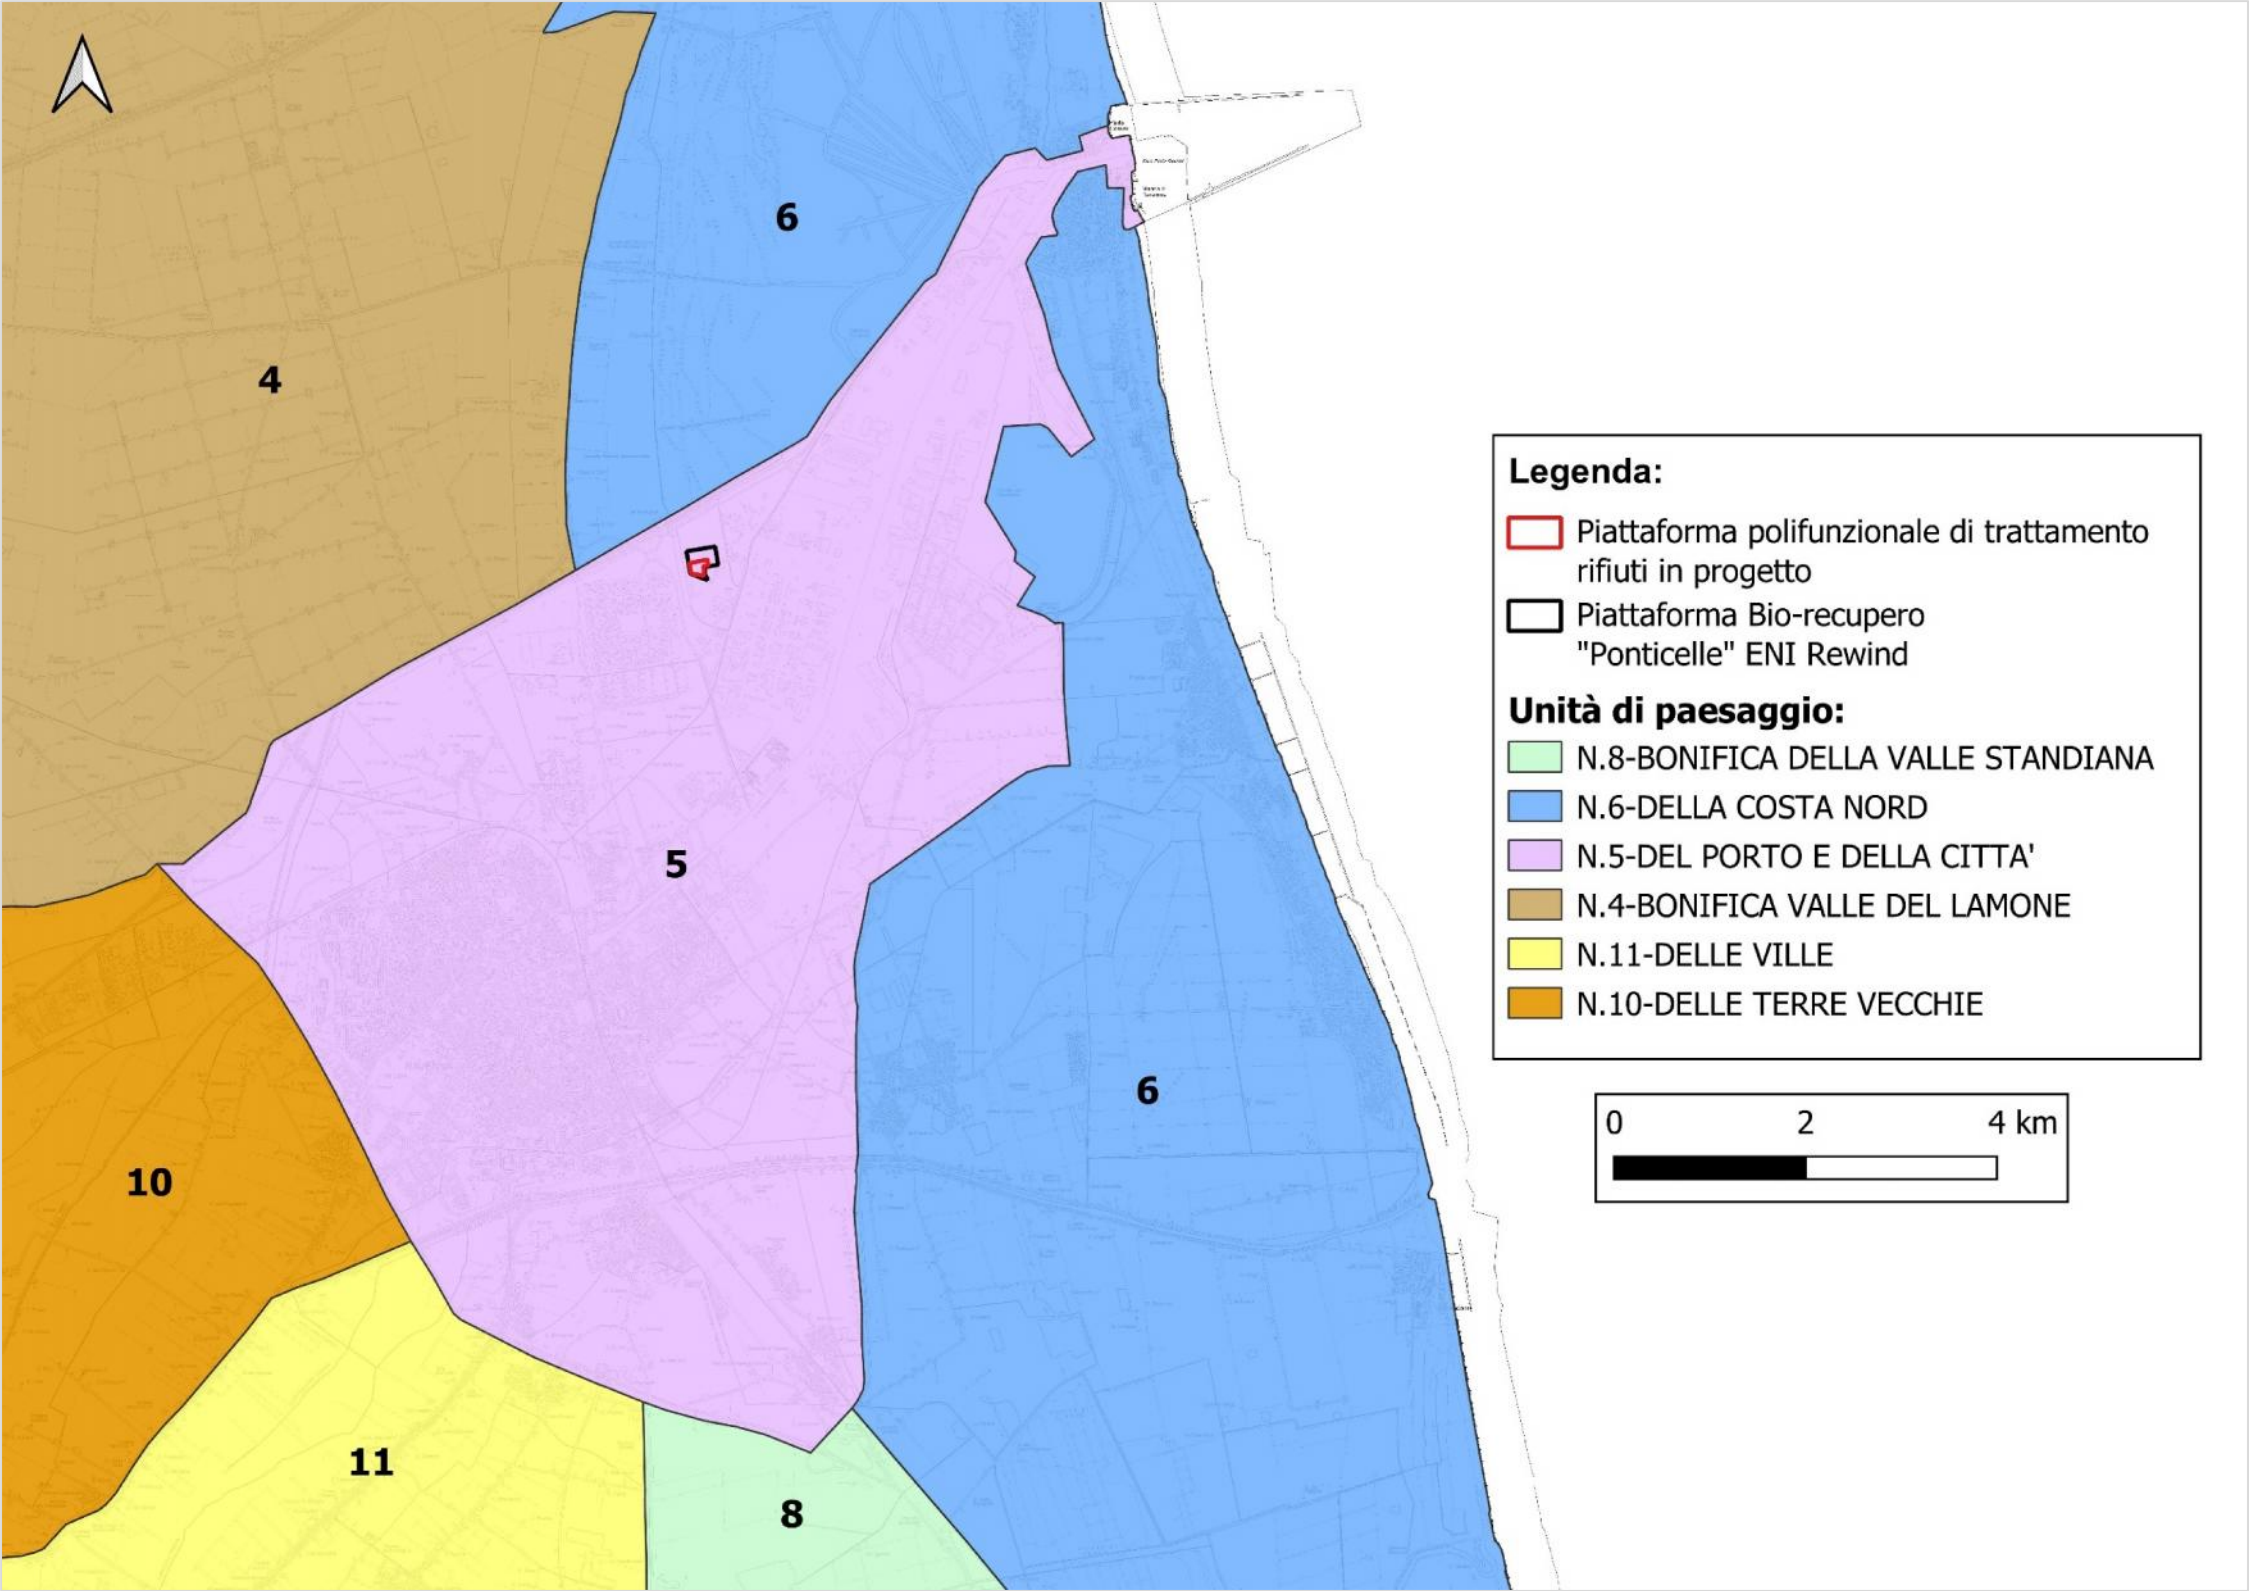 6
4
5
6
10
11
8
Legenda:
Piattaforma polifunzionale di trattamento
rifiuti in progetto
Piattaforma Bio-recupero
"Ponticelle" ENI Rewind
Unità di paesaggio:
N.8-BONIFICA DELLA VALLE STANDIANA
N.6-DELLA COSTA NORD
N.5-DEL PORTO E DELLA CITTA'
N.4-BONIFICA VALLE DEL LAMONE
N.11-DELLE VILLE
N.10-DELLE TERRE VECCHIE
0 2 4 km